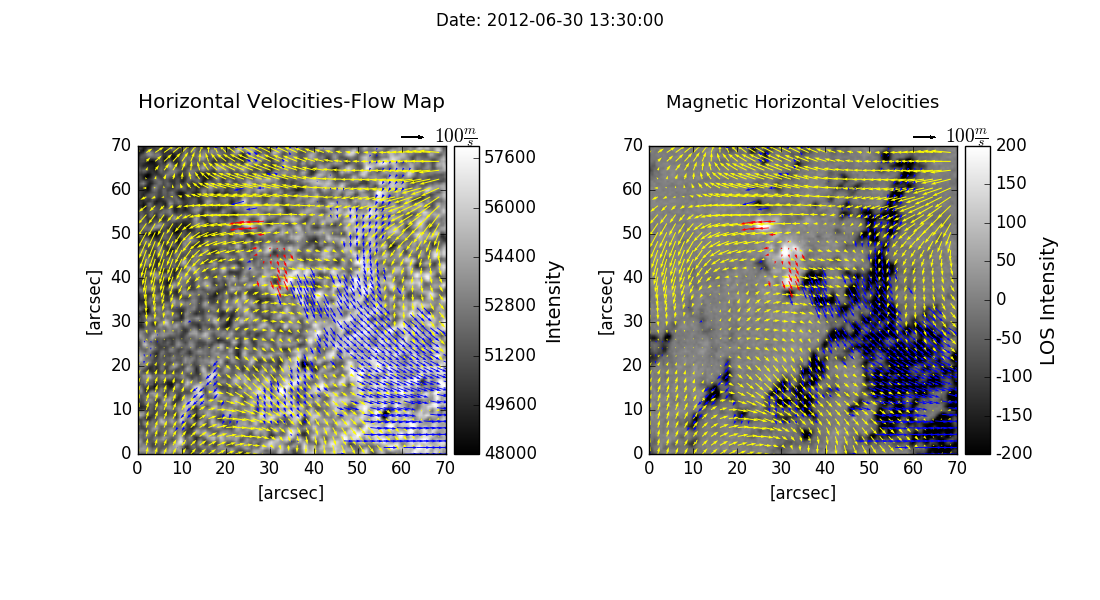 Date: 2012-06-30 13:30:00
Horizontal Velocities-Flow Map
100 m/s
70
60
50
40
30
20
10
0
0 10 20 30 40 50 60 70
[arcsec]
[arcsec]
57600
56000
54400
52800
51200
49600
48000
Intensity
Magnetic Horizontal Velocities
100 m/s
70
60
50
40
30
20
10
0
0 10 20 30 40 50 60 70
[arcsec]
[arcsec]
200
150
100
50
0
-50
-100
-150
-200
LOS Intensity